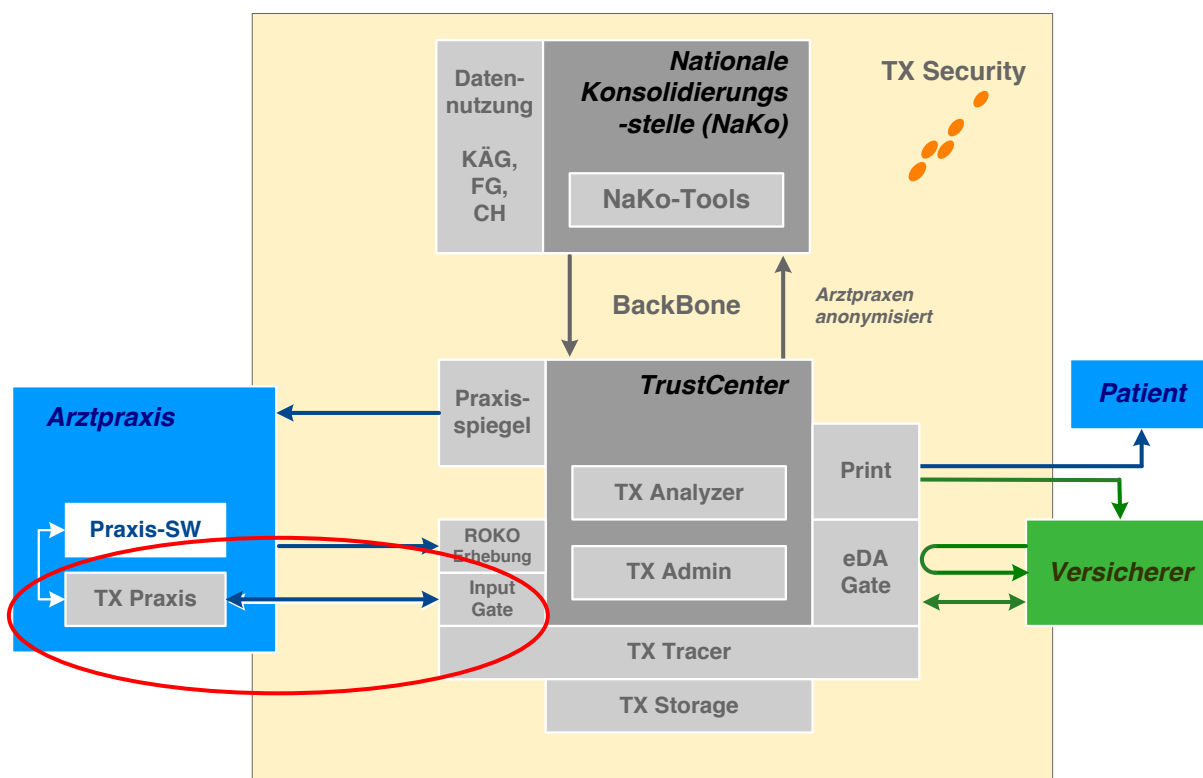 Daten-
nutzung
KÄG,
FG,
CH
Nationale
Konsolidierungs
-stelle (NaKo)
NaKo-Tools
TX Security
BackBone
Arztpraxen
anonymisiert
Arztpraxis
Praxis-SW
TX Praxis
Praxis-
spiegel
ROKO
Erhebung
Input
Gate
TrustCenter
TX Analyzer
TX Admin
Print
eDA
Gate
TX Tracer
TX Storage
Patient
Versicherer